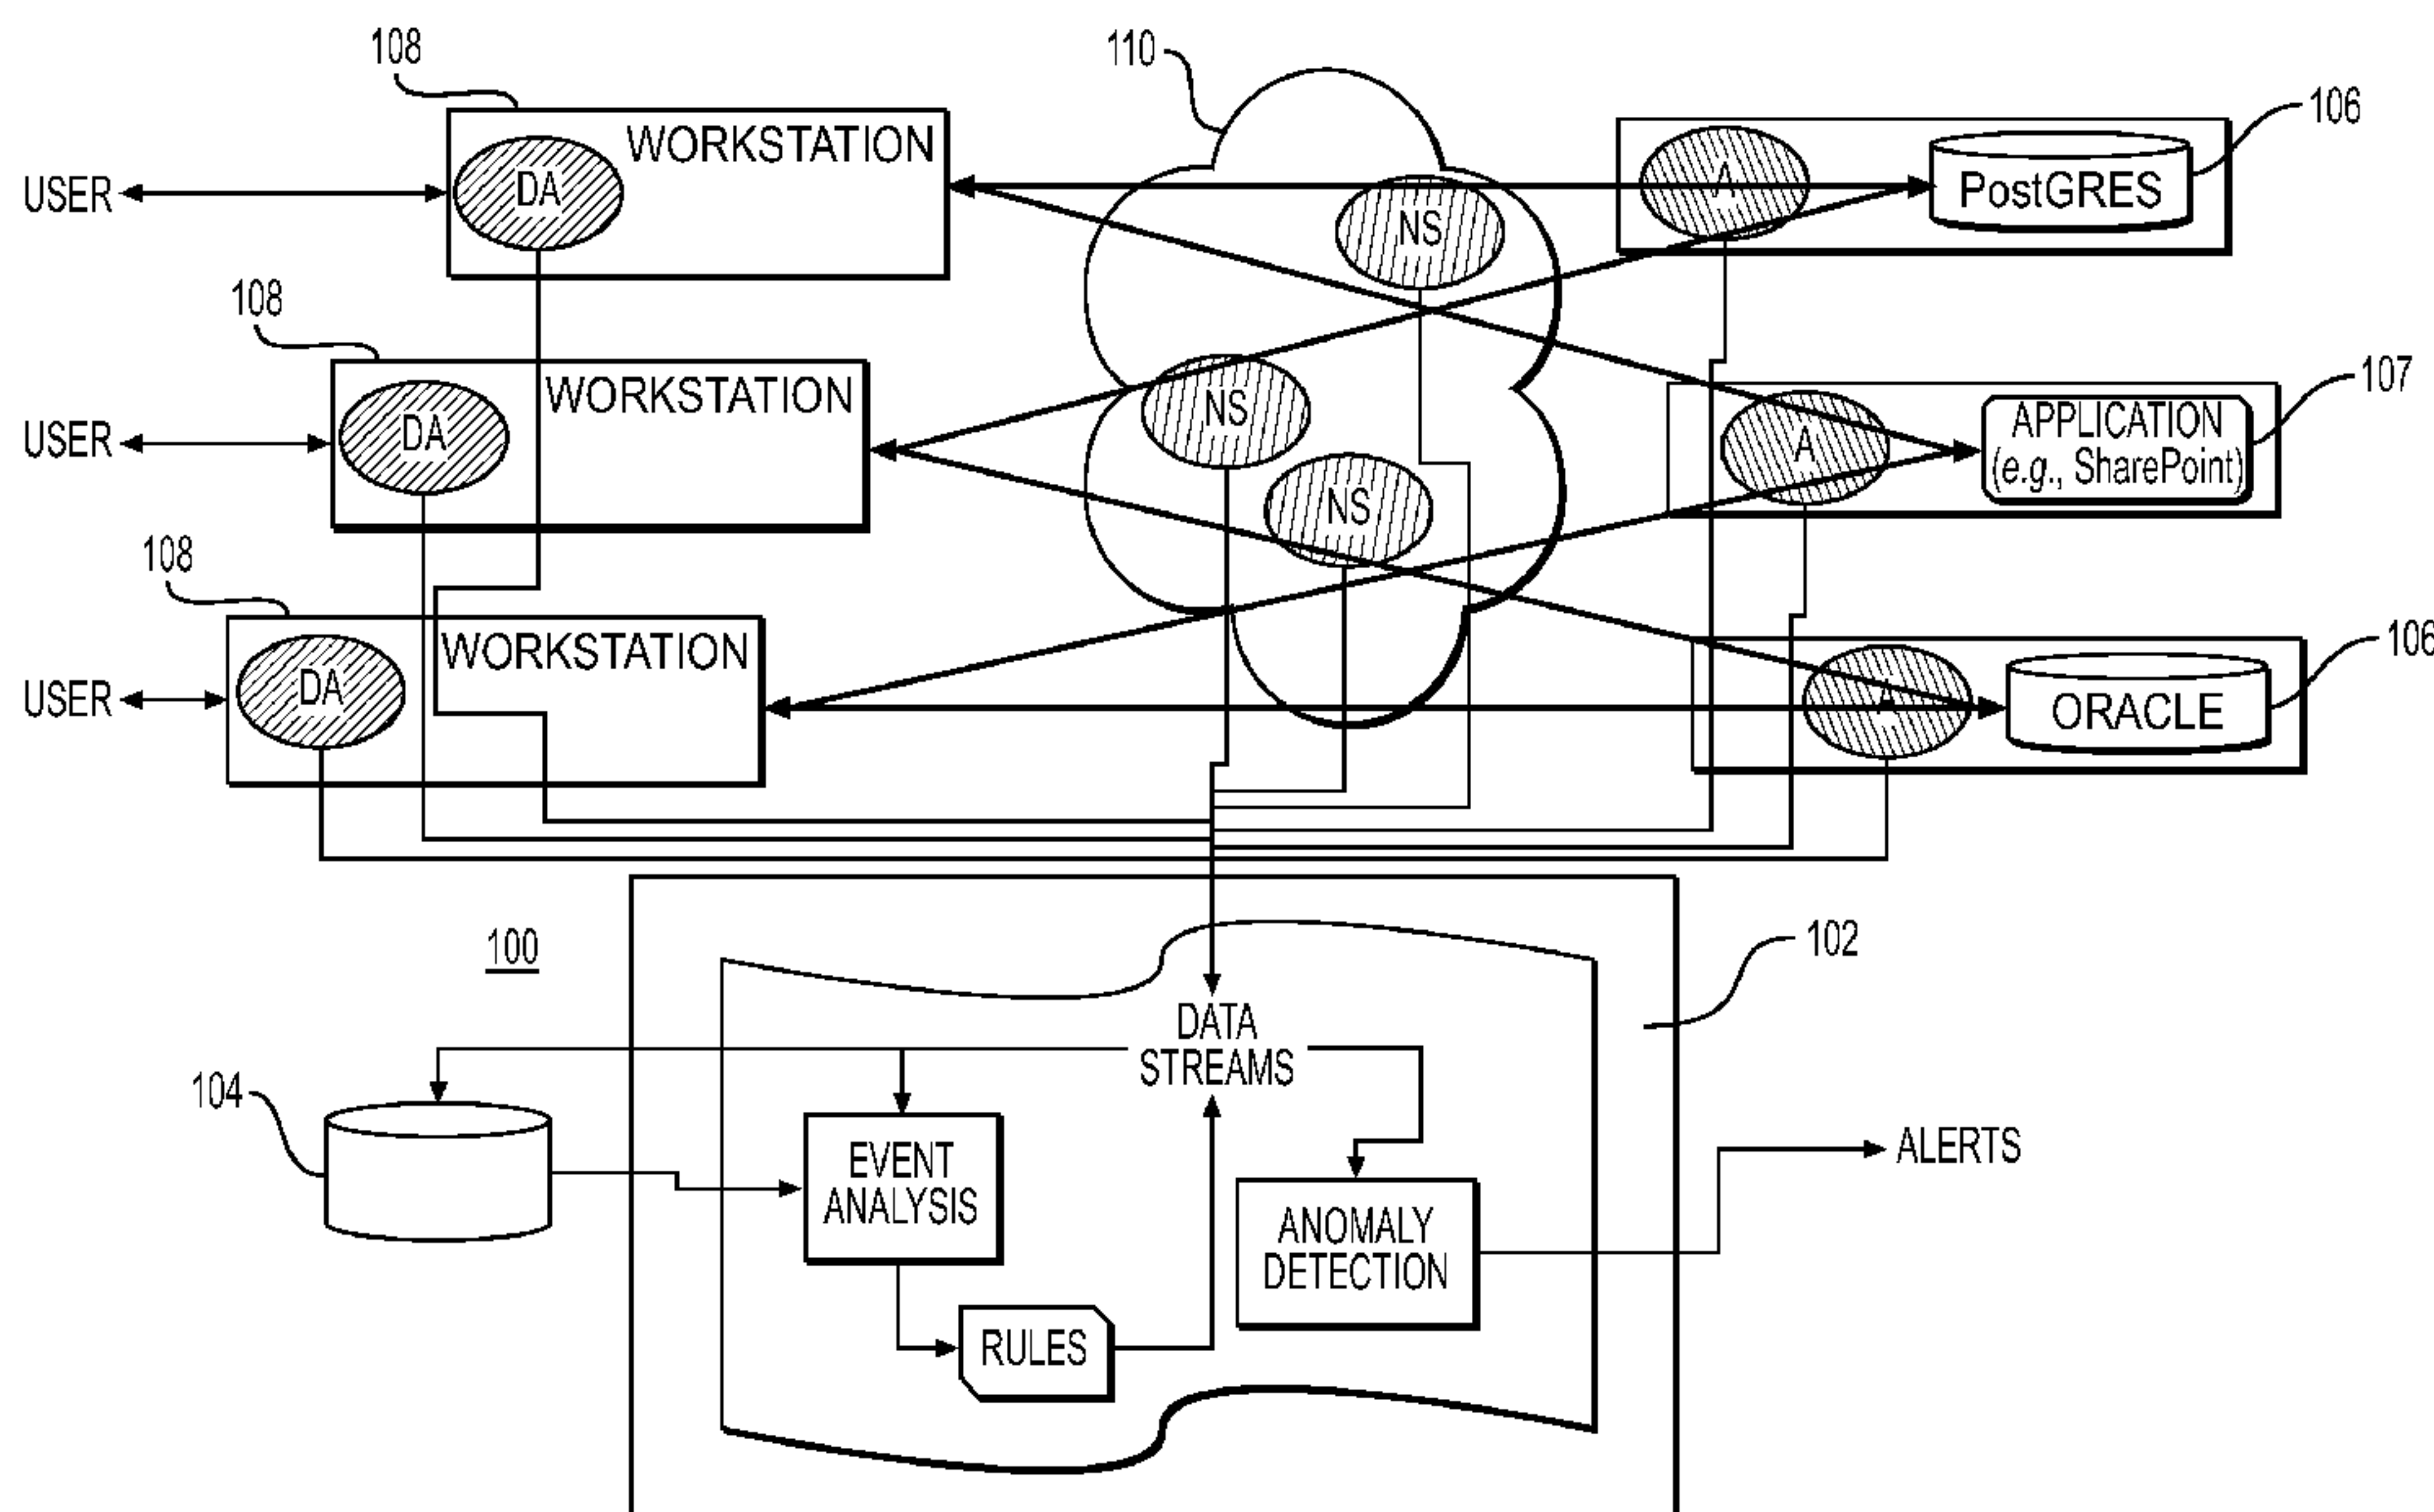 108
110
106
WORKSTATION
DA
USER
NS
A
PostGRES
108
107
WORKSTATION
DA
USER
NS
A
APPLICATION
(e.g., SharePoint)
NS
108
106
WORKSTATION
DA
USER
A
ORACLE
100
102
DATA
STREAMS
104
EVENT
ANALYSIS
ALERTS
ANOMALY
DETECTION
RULES